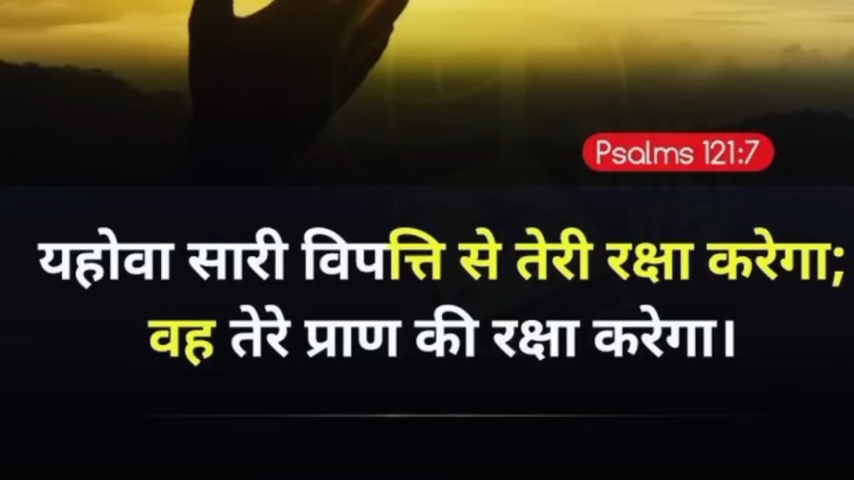 Psalms 121:7
यहोवा सारी विपत्ति से तेरी रक्षा करेगा;
वह तेरे प्राण की रक्षा करेगा।